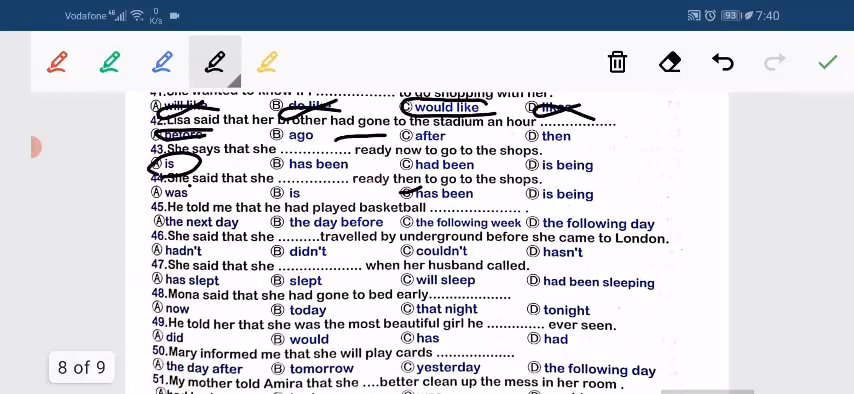 Vodafone 4G 0 K/s 93 7:40
41.She wanted to know if I .................... to go shopping with her.
Ⓐ will like Ⓑ do like Ⓒ would like Ⓓ likes
42.Lisa said that her brother had gone to the stadium an hour ...................
Ⓐ before Ⓑ ago Ⓒ after Ⓓ then
43.She says that she ................ ready now to go to the shops.
Ⓐ is Ⓑ has been Ⓒ had been Ⓓ is being
44.She said that she ................ ready then to go to the shops.
Ⓐ was Ⓑ is Ⓒ has been Ⓓ is being
45.He told me that he had played basketball ..................... .
Ⓐ the next day Ⓑ the day before Ⓒ the following week Ⓓ the following day
46.She said that she ..........travelled by underground before she came to London.
Ⓐ hadn't Ⓑ didn't Ⓒ couldn't Ⓓ hasn't
47.She said that she ................... when her husband called.
Ⓐ has slept Ⓑ slept Ⓒ will sleep Ⓓ had been sleeping
48.Mona said that she had gone to bed early...................
Ⓐ now Ⓑ today Ⓒ that night Ⓓ tonight
49.He told her that she was the most beautiful girl he ............. ever seen.
Ⓐ did Ⓑ would Ⓒ has Ⓓ had
50.Mary informed me that she will play cards .................
Ⓐ the day after Ⓑ tomorrow Ⓒ yesterday Ⓓ the following day
51.My mother told Amira that she ....better clean up the mess in her room .
8 of 9